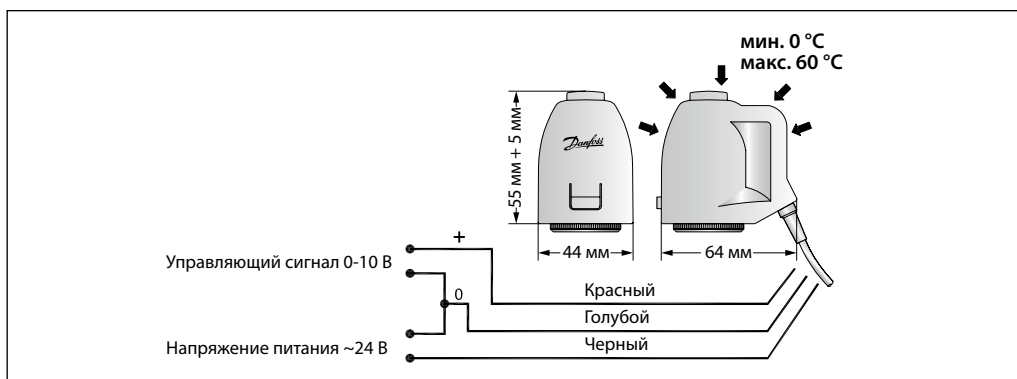 мин. 0 °C
макс. 60 °C
55 мм + 5 мм
Danfoss
44 мм
64 мм
+
Управляющий сигнал 0-10 В
0
Красный
Голубой
Черный
Напряжение питания ~24 В